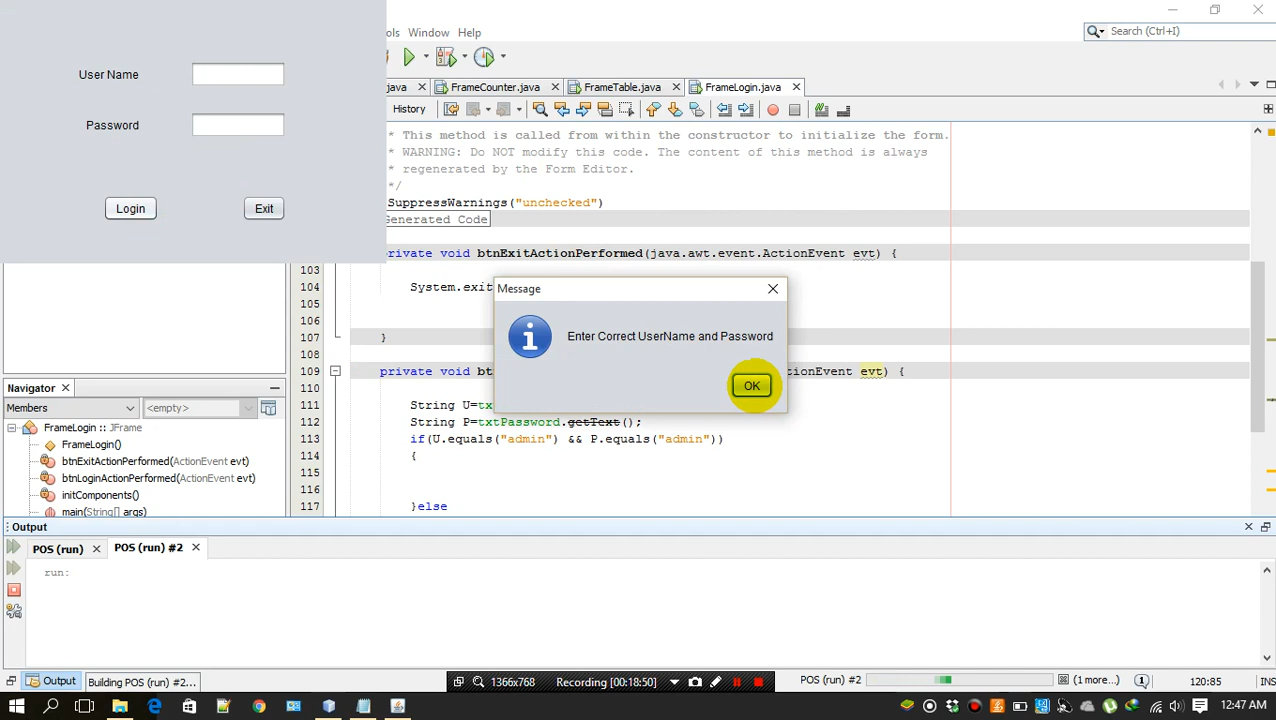 ols Window Help
Search (Ctrl+I)
User Name
Password
Login Exit
java FrameCounter.java FrameTable.java FrameLogin.java
History
* This method is called from within the constructor to initialize the form.
* WARNING: Do NOT modify this code. The content of this method is always
* regenerated by the Form Editor.
*/
SuppressWarnings("unchecked")
Generated Code
private void btnExitActionPerformed(java.awt.event.ActionEvent evt) {
103
104 System.exit
105
106
107 }
108
109 private void bt ctionEvent evt) {
110
111 String U=tx
112 String P=txtPassword.getText();
113 if(U.equals("admin") && P.equals("admin"))
114 {
115
116
117 }else
Message
Enter Correct UserName and Password
OK
Navigator
Members <empty>
FrameLogin :: JFrame
FrameLogin()
btnExitActionPerformed(ActionEvent evt)
btnLoginActionPerformed(ActionEvent evt)
initComponents()
main(String[] args)
Output
POS (run) POS (run) #2
run:
Output Building POS (run) #2... 1366x768 Recording [00:18:50] POS (run) #2 (1 more...) 120:85 INS
12:47 AM